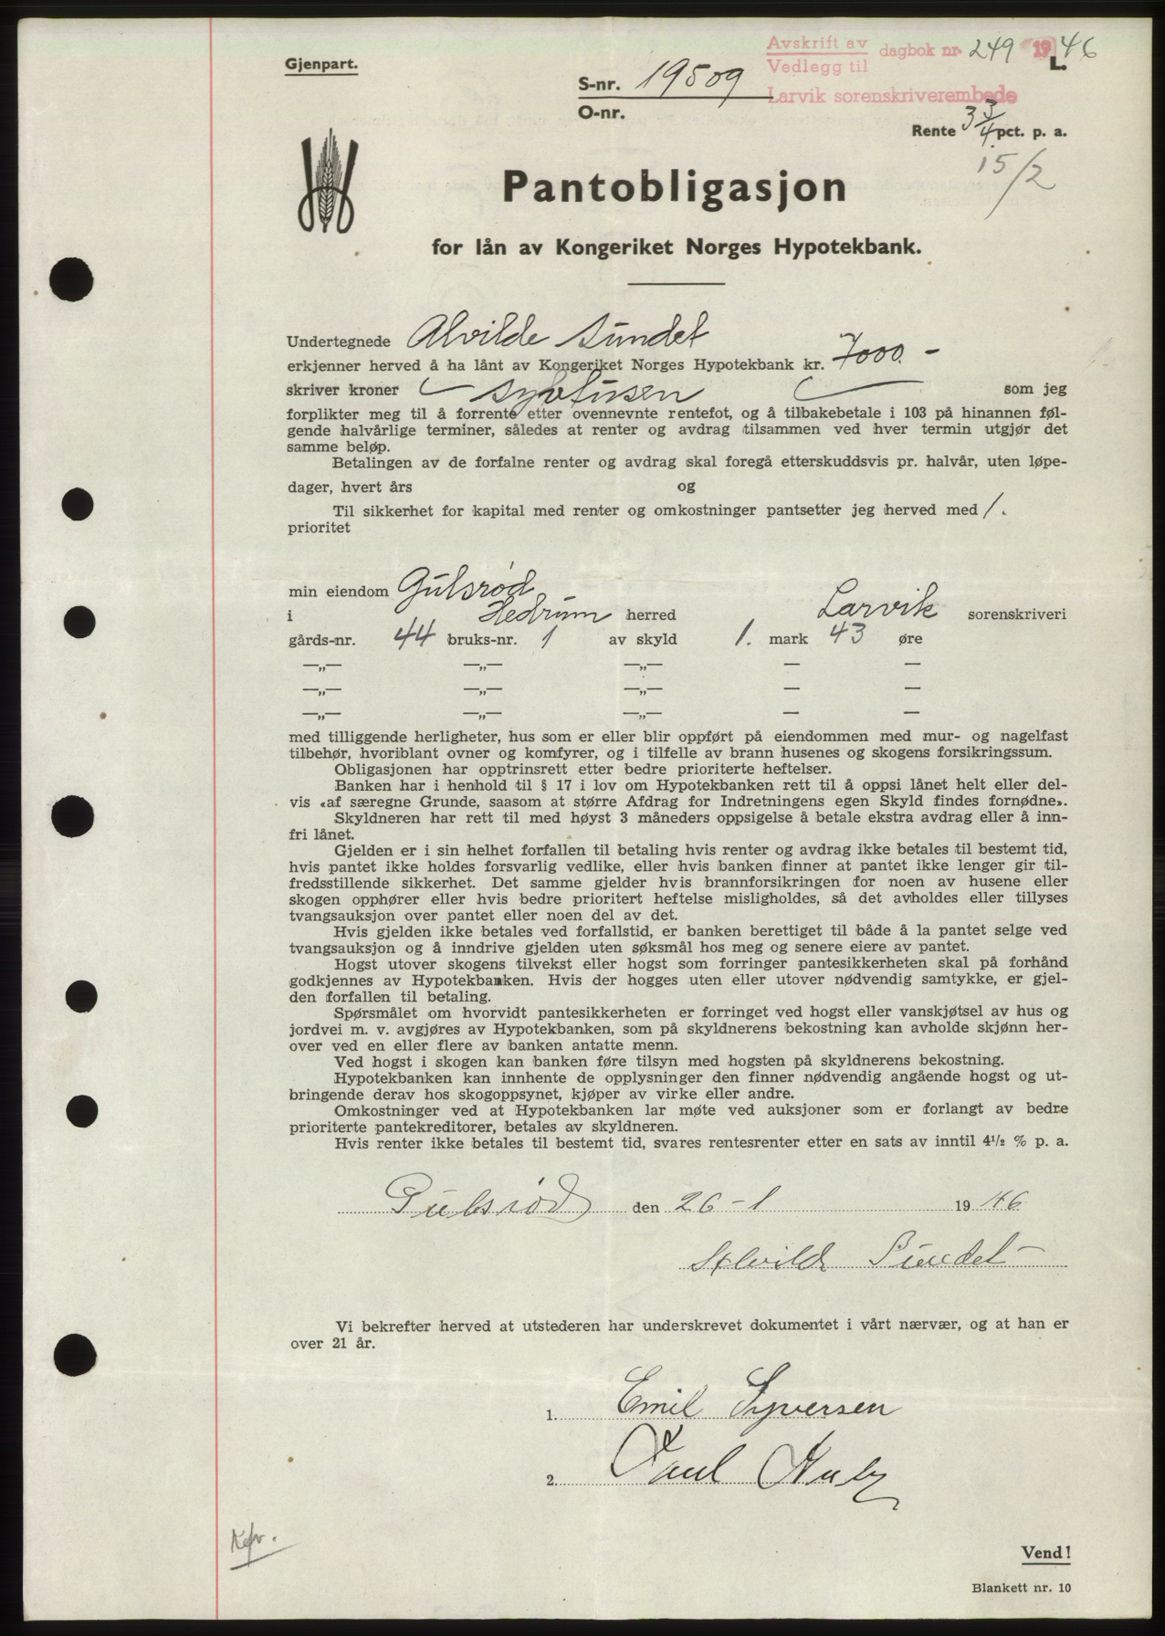 Avskrift av dagbok nr. 249 1946
Vedlegg til L.
Larvik sorenskriverembede
Gjenpart.
S-nr. 19509
O-nr.
Rente 3 3/4 pct. p. a.
15/2
Pantobligasjon
for lån av Kongeriket Norges Hypotekbank.
Undertegnede Alvilde Sundet
erkjenner herved å ha lånt av Kongeriket Norges Hypotekbank kr. 7000.-
skriver kroner syvtusen som jeg
forplikter meg til å forrente etter ovennevnte rentefot, og å tilbakebetale i 103 på hinannen føl-
gende halvårlige terminer, således at renter og avdrag tilsammen ved hver termin utgjør det
samme beløp.
Betalingen av de forfalne renter og avdrag skal foregå etterskuddsvis pr. halvår, uten løpe-
dager, hvert års og
Til sikkerhet for kapital med renter og omkostninger pantsetter jeg herved med 1.
prioritet
min eiendom Gulsrød
i Hedrum herred Larvik sorenskriveri
gårds-nr. 44 bruks-nr. 1 av skyld 1. mark 43 øre
—„— —„— —„— — —
—„— —„— —„— — —
—„— —„— —„— — —
med tilliggende herligheter, hus som er eller blir oppført på eiendommen med mur- og nagelfast
tilbehør, hvoriblant ovner og komfyrer, og i tilfelle av brann husenes og skogens forsikringssum.
Obligasjonen har opptrinsrett etter bedre prioriterte heftelser.
Banken har i henhold til § 17 i lov om Hypotekbanken rett til å oppsi lånet helt eller del-
vis «af særegne Grunde, saasom at større Afdrag for Indretningens egen Skyld findes fornødne».
Skyldneren har rett til med høyst 3 måneders oppsigelse å betale ekstra avdrag eller å inn-
fri lånet.
Gjelden er i sin helhet forfallen til betaling hvis renter og avdrag ikke betales til bestemt tid,
hvis pantet ikke holdes forsvarlig vedlike, eller hvis banken finner at pantet ikke lenger gir til-
fredsstillende sikkerhet. Det samme gjelder hvis brannforsikringen for noen av husene eller
skogen opphører eller hvis bedre prioritert heftelse misligholdes, så det avholdes eller tillyses
tvangsauksjon over pantet eller noen del av det.
Hvis gjelden ikke betales ved forfallstid, er banken berettiget til både å la pantet selge ved
tvangsauksjon og å inndrive gjelden uten søksmål hos meg og senere eiere av pantet.
Hogst utover skogens tilvekst eller hogst som forringer pantesikkerheten skal på forhånd
godkjennes av Hypotekbanken. Hvis der hogges uten eller utover nødvendig samtykke, er gjel-
den forfallen til betaling.
Spørsmålet om hvorvidt pantesikkerheten er forringet ved hogst eller vanskjøtsel av hus og
jordvei m. v. avgjøres av Hypotekbanken, som på skyldnerens bekostning kan avholde skjønn her-
over ved en eller flere av banken antatte menn.
Ved hogst i skogen kan banken føre tilsyn med hogsten på skyldnerens bekostning.
Hypotekbanken kan innhente de opplysninger den finner nødvendig angående hogst og ut-
bringende derav hos skogoppsynet, kjøper av virke eller andre.
Omkostninger ved at Hypotekbanken lar møte ved auksjoner som er forlangt av bedre
prioriterte pantekreditorer, betales av skyldneren.
Hvis renter ikke betales til bestemt tid, svares rentesrenter etter en sats av inntil 4½ % p. a.
Gulsrød den 26-1 1946
Alvilde Sundet
Vi bekrefter herved at utstederen har underskrevet dokumentet i vårt nærvær, og at han er
over 21 år.
1. Emil Syversen
2. Paul
Vend!
Blankett nr. 10